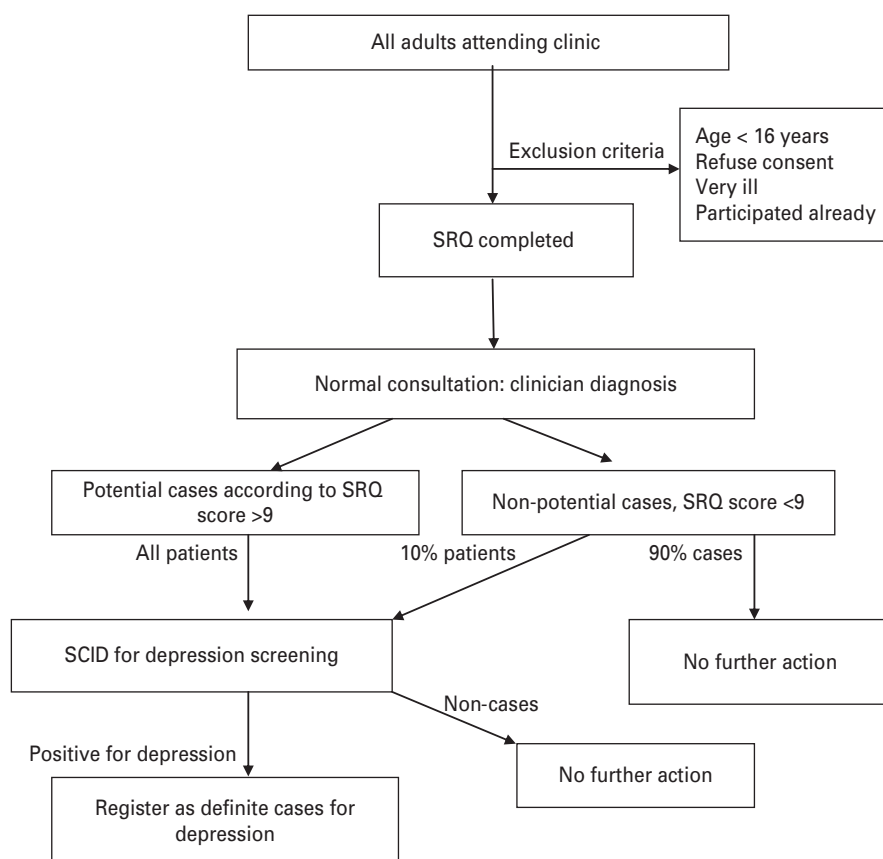 All adults attending clinic
Exclusion criteria
Age < 16 years
Refuse consent
Very ill
Participated already
SRQ completed
Normal consultation: clinician diagnosis
Potential cases according to SRQ
score >9
Non-potential cases, SRQ score <9
All patients
10% patients
90% cases
SCID for depression screening
No further action
Non-cases
Positive for depression
No further action
Register as definite cases for
depression